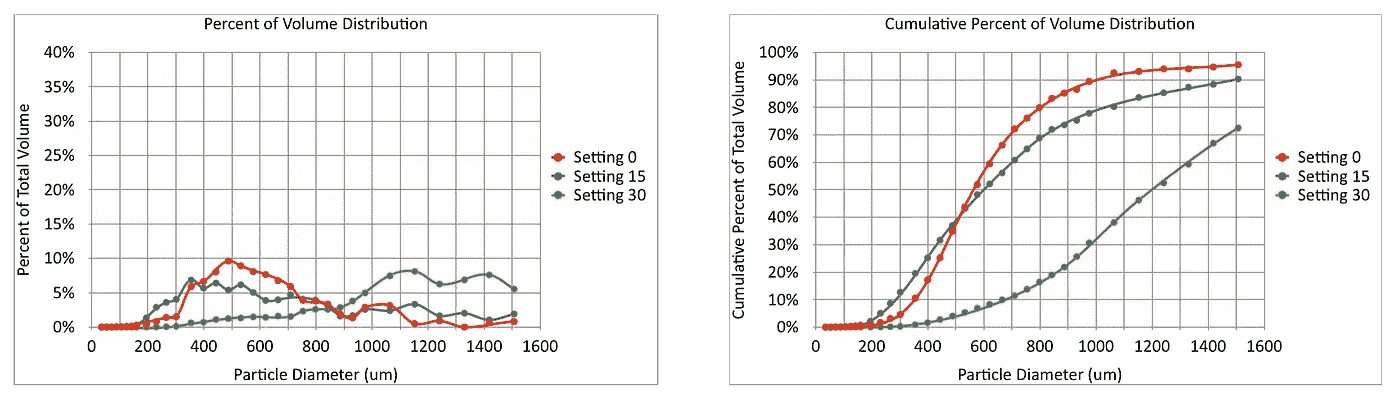 Percent of Volume Distribution
40%
35%
30%
25%
20%
15%
10%
5%
0%
Percent of Total Volume
0 200 400 600 800 1000 1200 1400 1600
Particle Diameter (um)
Setting 0
Setting 15
Setting 30
Cumulative Percent of Volume Distribution
100%
90%
80%
70%
60%
50%
40%
30%
20%
10%
0%
Cumulative Percent of Total Volume
0 200 400 600 800 1000 1200 1400 1600
Particle Diameter (um)
Setting 0
Setting 15
Setting 30